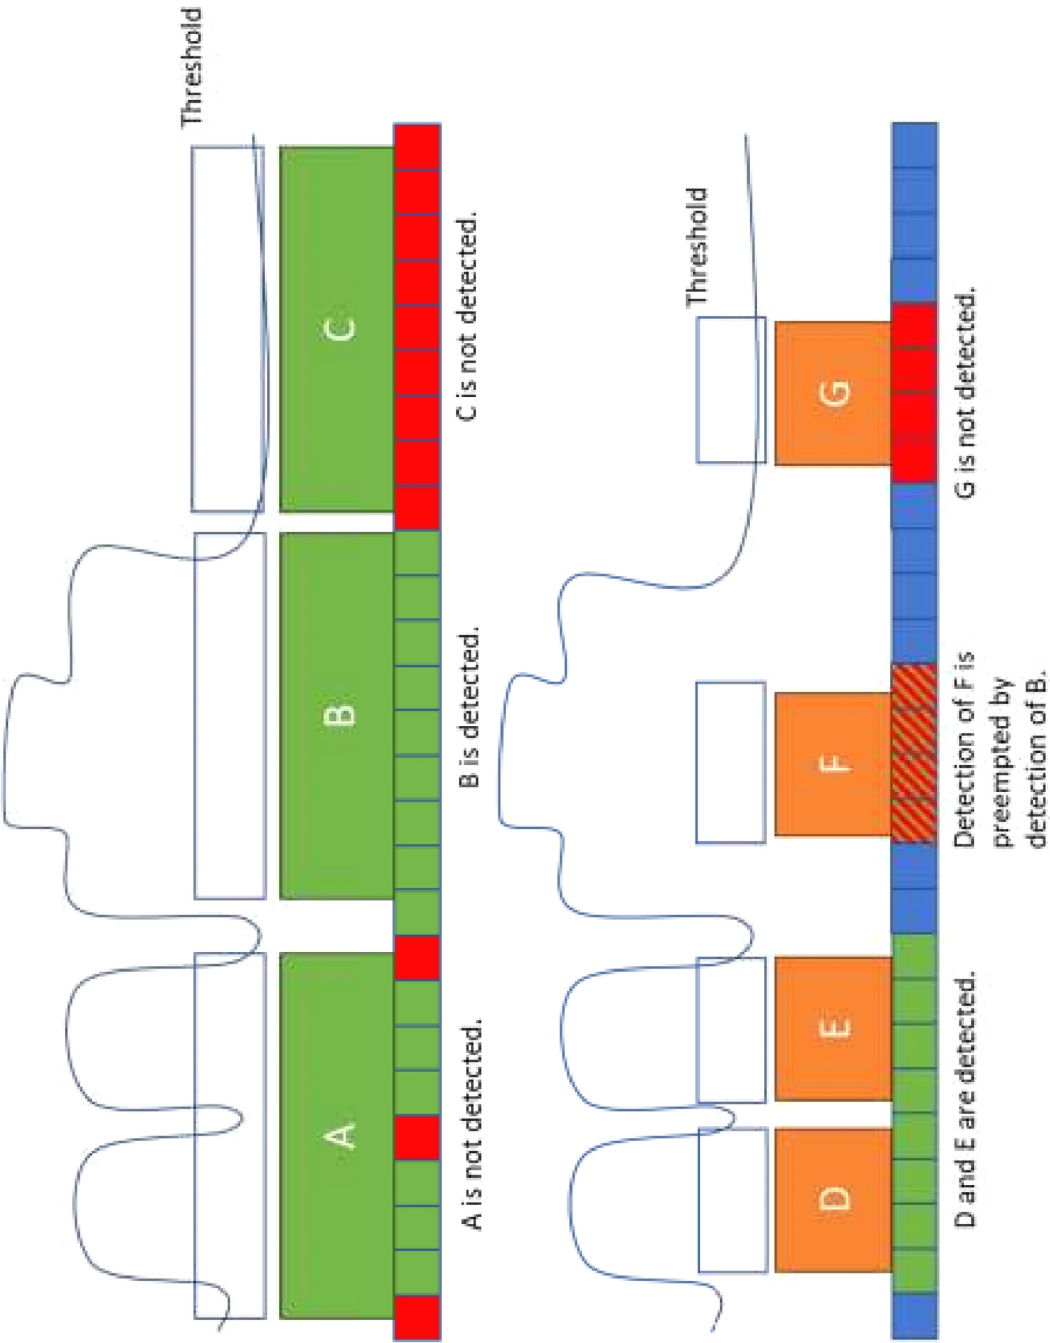 Threshold
A
B
C
A is not detected.
B is detected.
C is not detected.
Threshold
D
E
F
G
D and E are detected.
Detection of F is
preempted by
detection of B.
G is not detected.